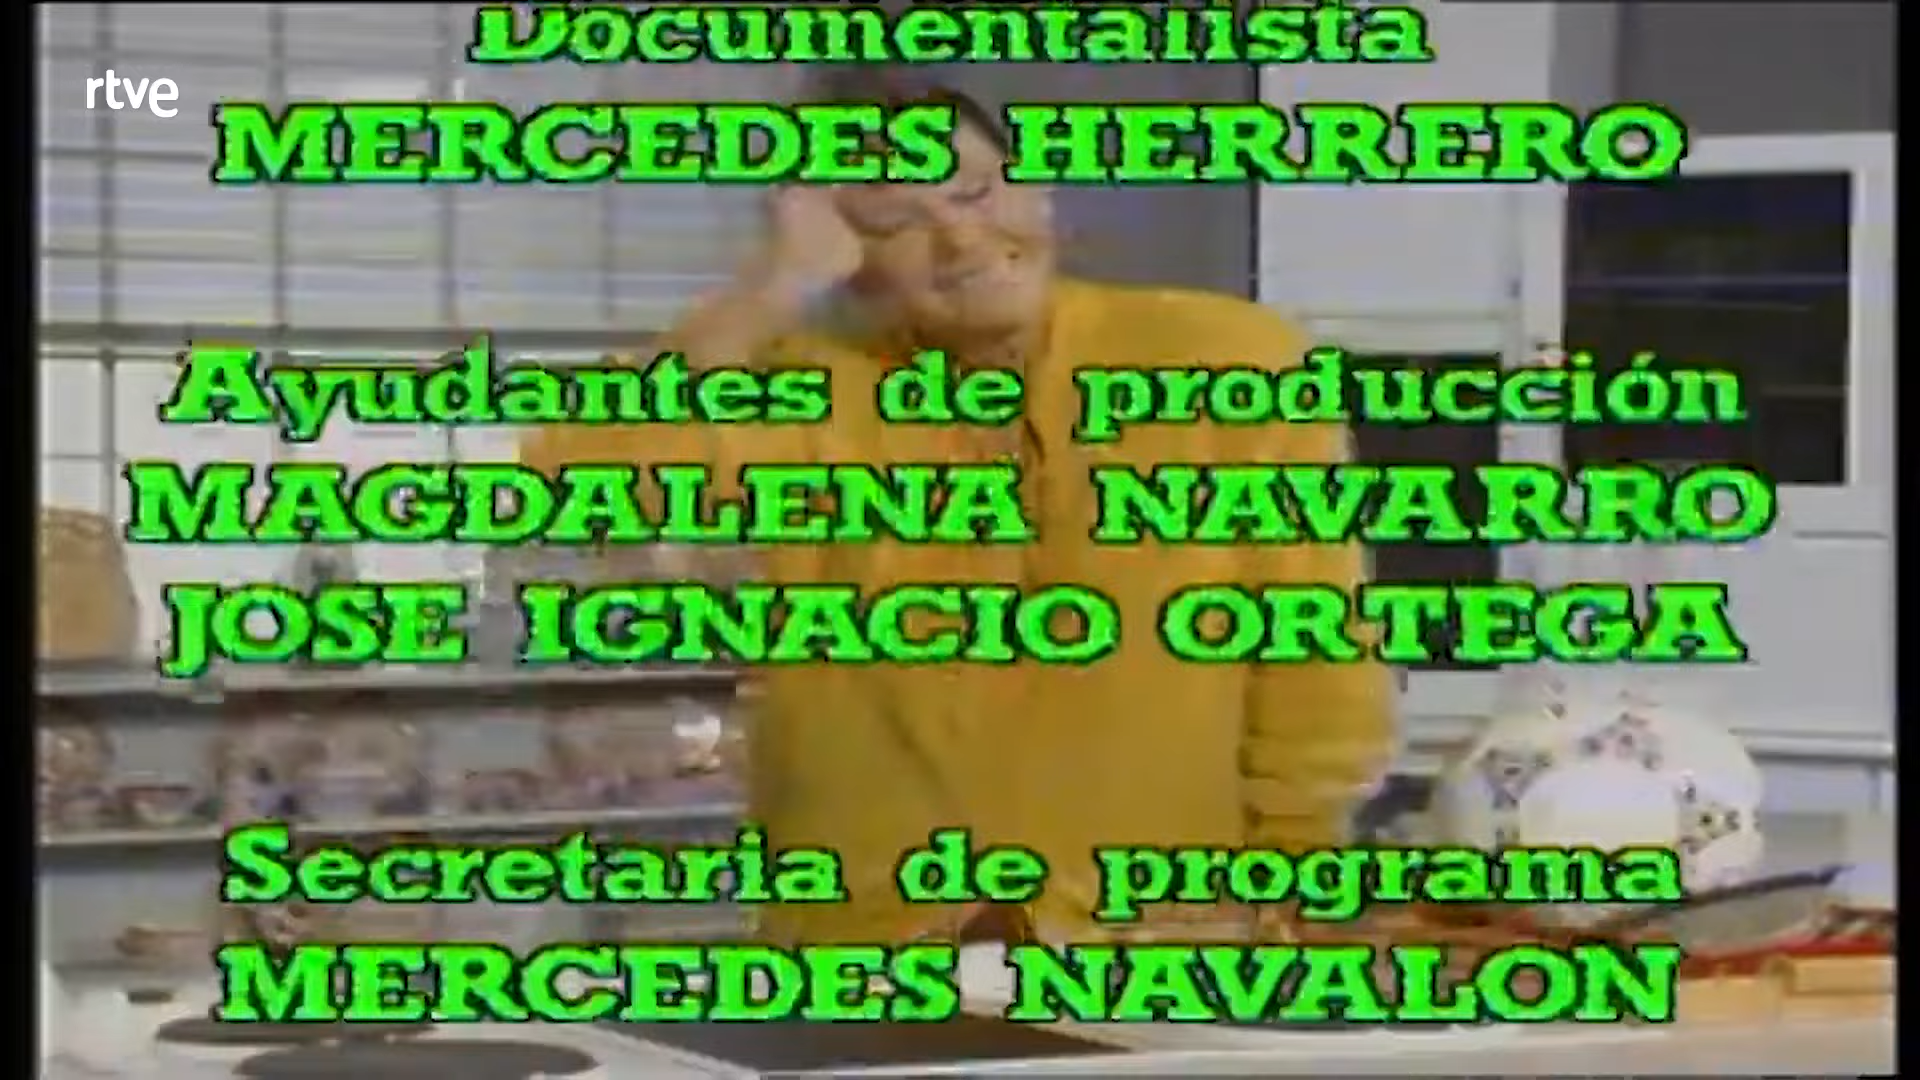 Documentalista
rtve
MERCEDES HERRERO
Ayudantes de producción
MAGDALENA NAVARRO
JOSE IGNACIO ORTEGA
Secretaria de programa
MERCEDES NAVALON